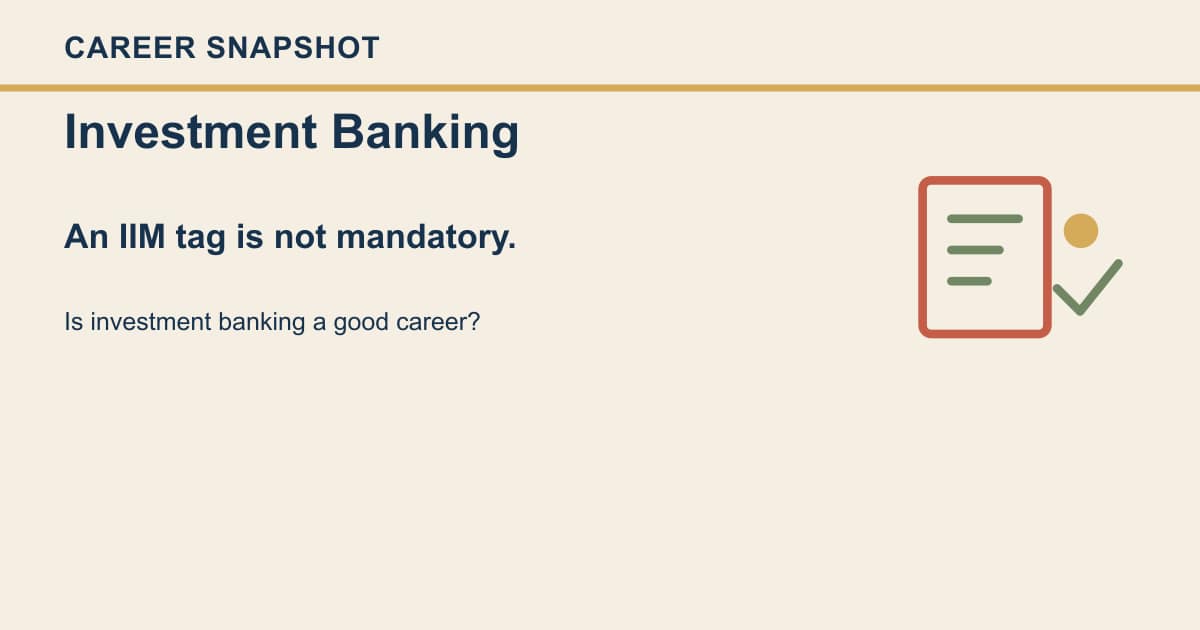 CAREER SNAPSHOT
Investment Banking
An IIM tag is not mandatory.
Is investment banking a good career?